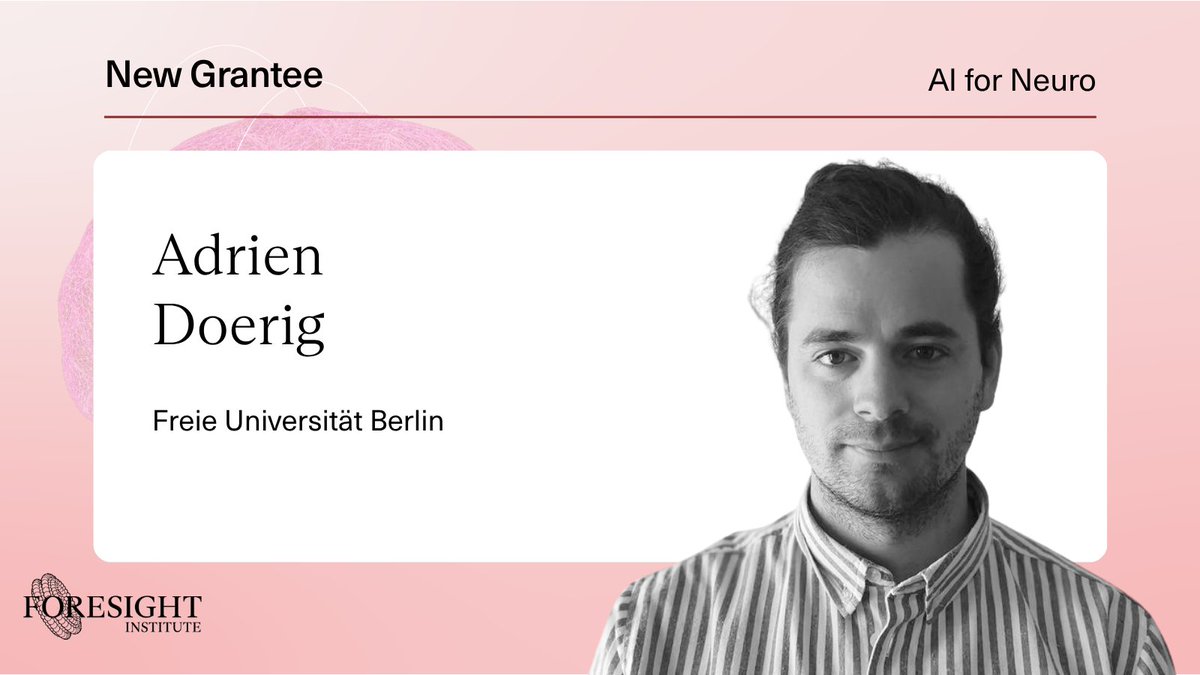 New Grantee
AI for Neuro
Adrien
Doerig
Freie Universität Berlin
FORESIGHT
INSTITUTE